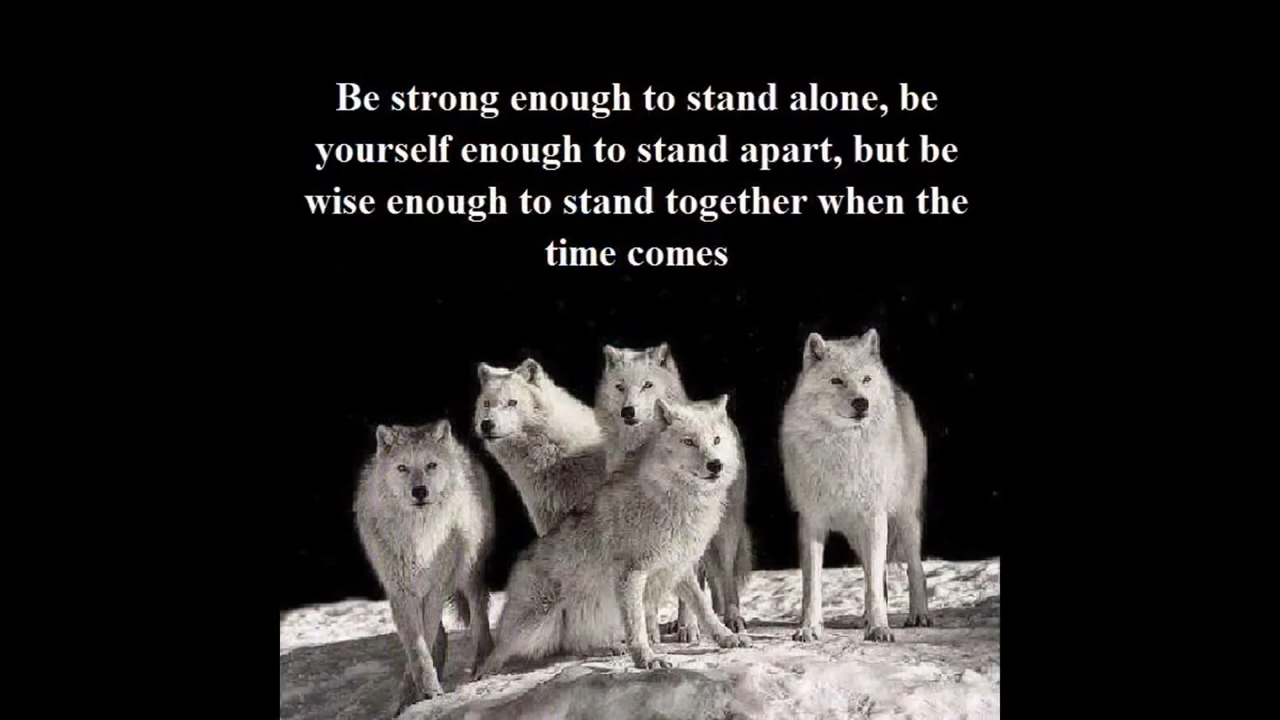 Be strong enough to stand alone, be
yourself enough to stand apart, but be
wise enough to stand together when the
time comes